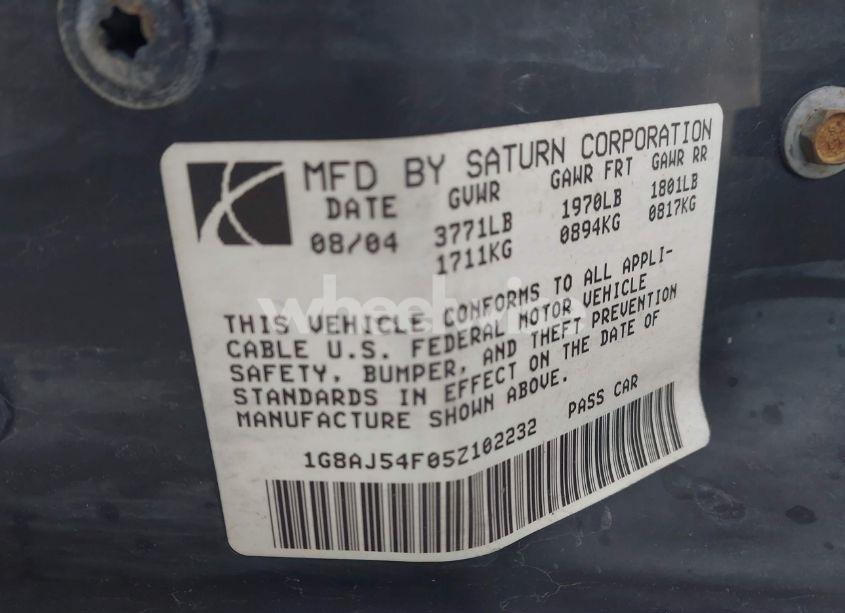 MFD BY SATURN CORPORATION
DATE GVWR GAWR FRT GAWR RR
08/04 3771LB 1970LB 1801LB
1711KG 0894KG 0817KG
THIS VEHICLE CONFORMS TO ALL APPLI-
CABLE U.S. FEDERAL MOTOR VEHICLE
SAFETY, BUMPER, AND THEFT PREVENTION
STANDARDS IN EFFECT ON THE DATE OF
MANUFACTURE SHOWN ABOVE.
1G8AJ54F05Z102232 PASS CAR